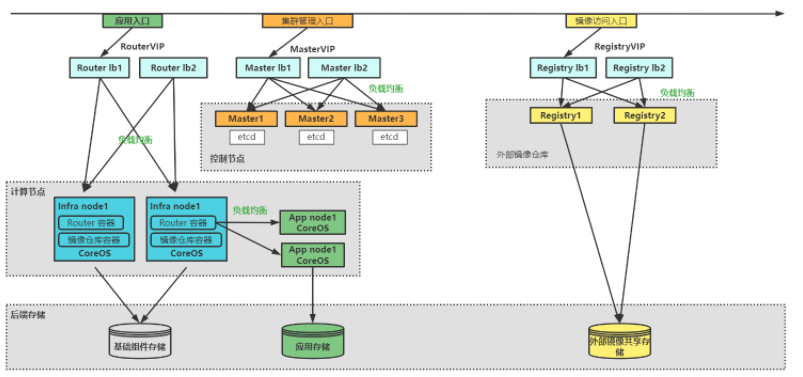 应用入口
集群管理入口
镜像访问入口
RouterVIP
MasterVIP
RegistryVIP
Router lb1
Router lb2
Master lb1
Master lb2
Registry lb1
Registry lb2
负载均衡
负载均衡
Master1
Master2
Master3
etcd
etcd
etcd
控制节点
Registry1
Registry2
外部镜像仓库
负载均衡
计算节点
Infra node1
Router 容器
镜像仓库容器
CoreOS
Infra node1
Router 容器
镜像仓库容器
CoreOS
负载均衡
App node1
CoreOS
App node1
CoreOS
后端存储
基础组件存储
应用存储
外部镜像共享存
储